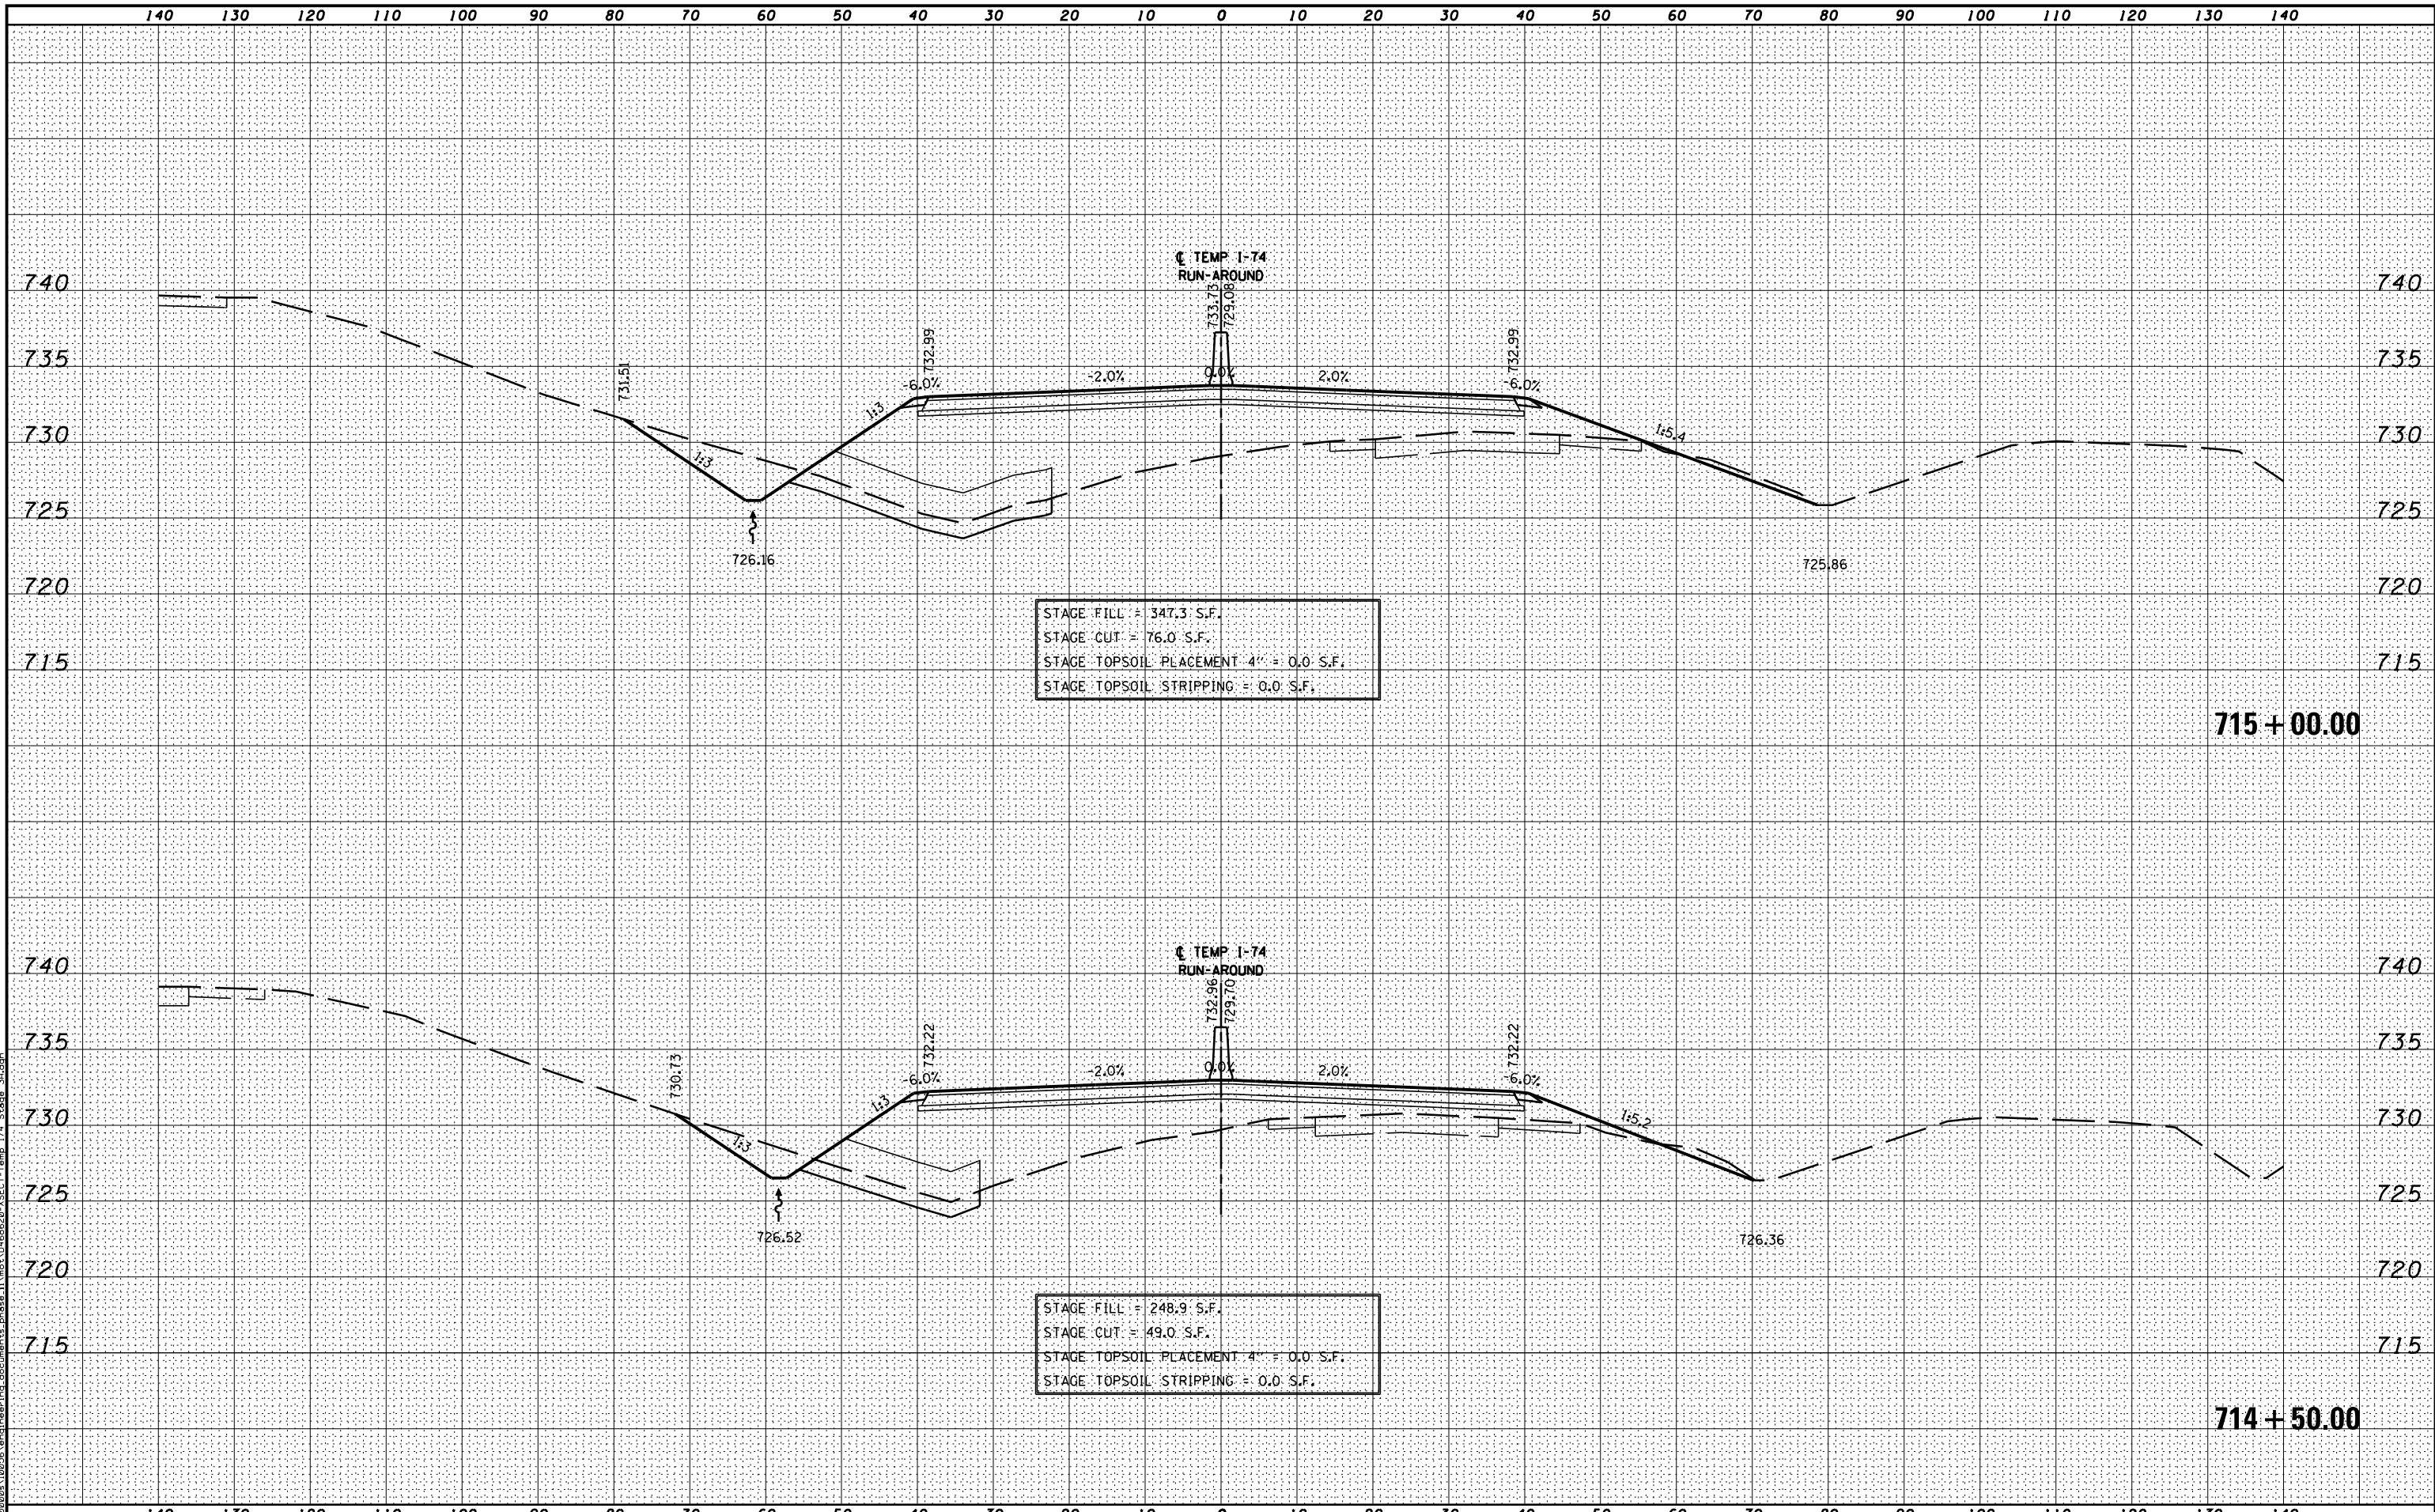 140 130 120 110 100 90 80 70 60 50 40 30 20 10 0 10 20 30 40 50 60 70 80 90 100 110 120 130 140
℄ TEMP I-74
RUN-AROUND
740 733.73 729.08 740
735 731.51 732.99 732.99 735
-6.0% -2.0% 0.0% 2.0% -6.0%
1:3
730 1:5.4 730
1:3
725 725
726.16 725.86
720 720
STAGE FILL = 347.3 S.F.
STAGE CUT = 76.0 S.F.
STAGE TOPSOIL PLACEMENT 4" = 0.0 S.F.
715 715
STAGE TOPSOIL STRIPPING = 0.0 S.F.
715+00.00
℄ TEMP I-74
RUN-AROUND
740 740
732.96 729.70
735 730.73 732.22 732.22 735
-6.0% -2.0% 0.0% 2.0% -6.0%
1:3 1:5.2
730 730
1:3
725 725
726.52 726.36
720 720
STAGE FILL = 248.9 S.F.
STAGE CUT = 49.0 S.F.
715 715
STAGE TOPSOIL PLACEMENT 4" = 0.0 S.F.
STAGE TOPSOIL STRIPPING = 0.0 S.F.
714+50.00